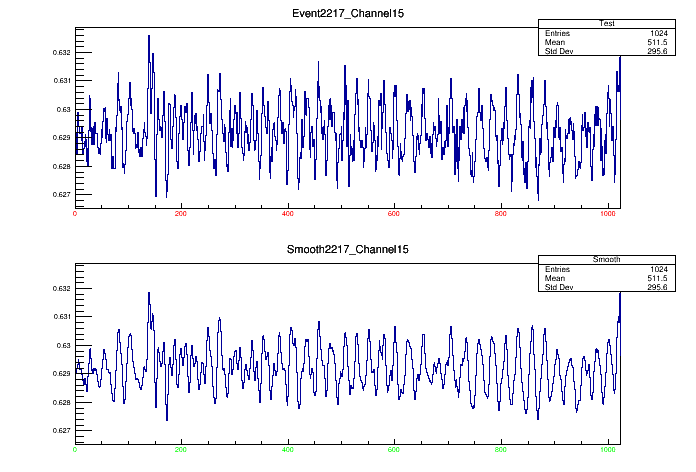 Event2217_Channel15
Test
Entries 1024
Mean 511.5
Std Dev 295.6
0.632
0.631
0.63
0.629
0.628
0.627
0 200 400 600 800 1000
Smooth2217_Channel15
Smooth
Entries 1024
Mean 511.5
Std Dev 295.6
0.632
0.631
0.63
0.629
0.628
0.627
0 200 400 600 800 1000